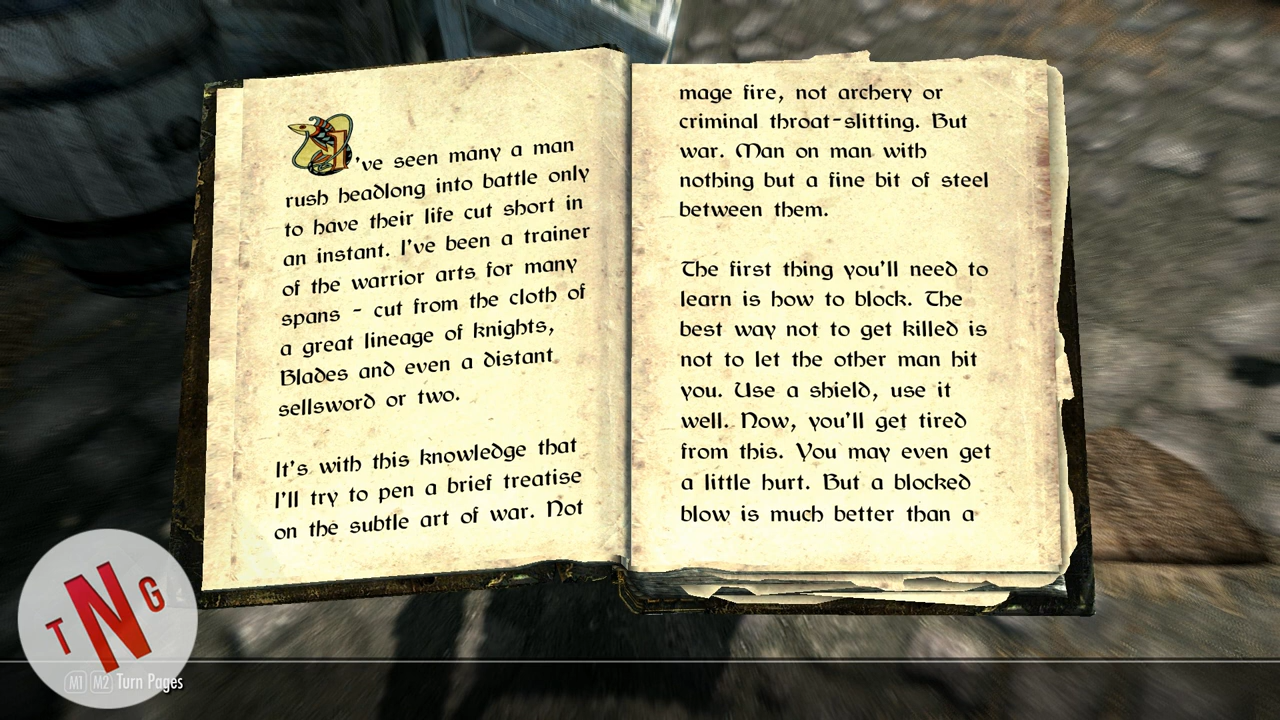 I've seen many a man
rush headlong into battle only
to have their life cut short in
an instant. I've been a trainer
of the warrior arts for many
spans - cut from the cloth of
a great lineage of knights,
Blades and even a distant
sellsword or two.
It's with this knowledge that
I'll try to pen a brief treatise
on the subtle art of war. Not
mage fire, not archery or
criminal throat-slitting. But
war. Man on man with
nothing but a fine bit of steel
between them.
The first thing you'll need to
learn is how to block. The
best way not to get killed is
not to let the other man hit
you. Use a shield, use it
well. Now, you'll get tired
from this. You may even get
a little hurt. But a blocked
blow is much better than a
TNG
M1 M2 Turn Pages